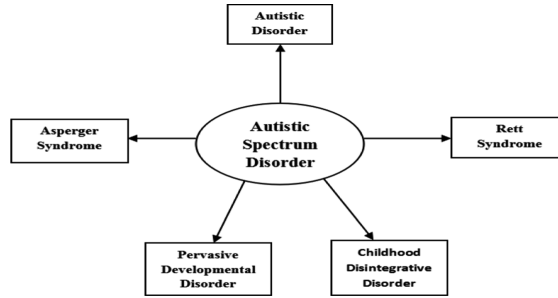 Autistic
Disorder
Asperger
Syndrome
Autistic
Spectrum
Disorder
Rett
Syndrome
Pervasive
Developmental
Disorder
Childhood
Disintegrative
Disorder